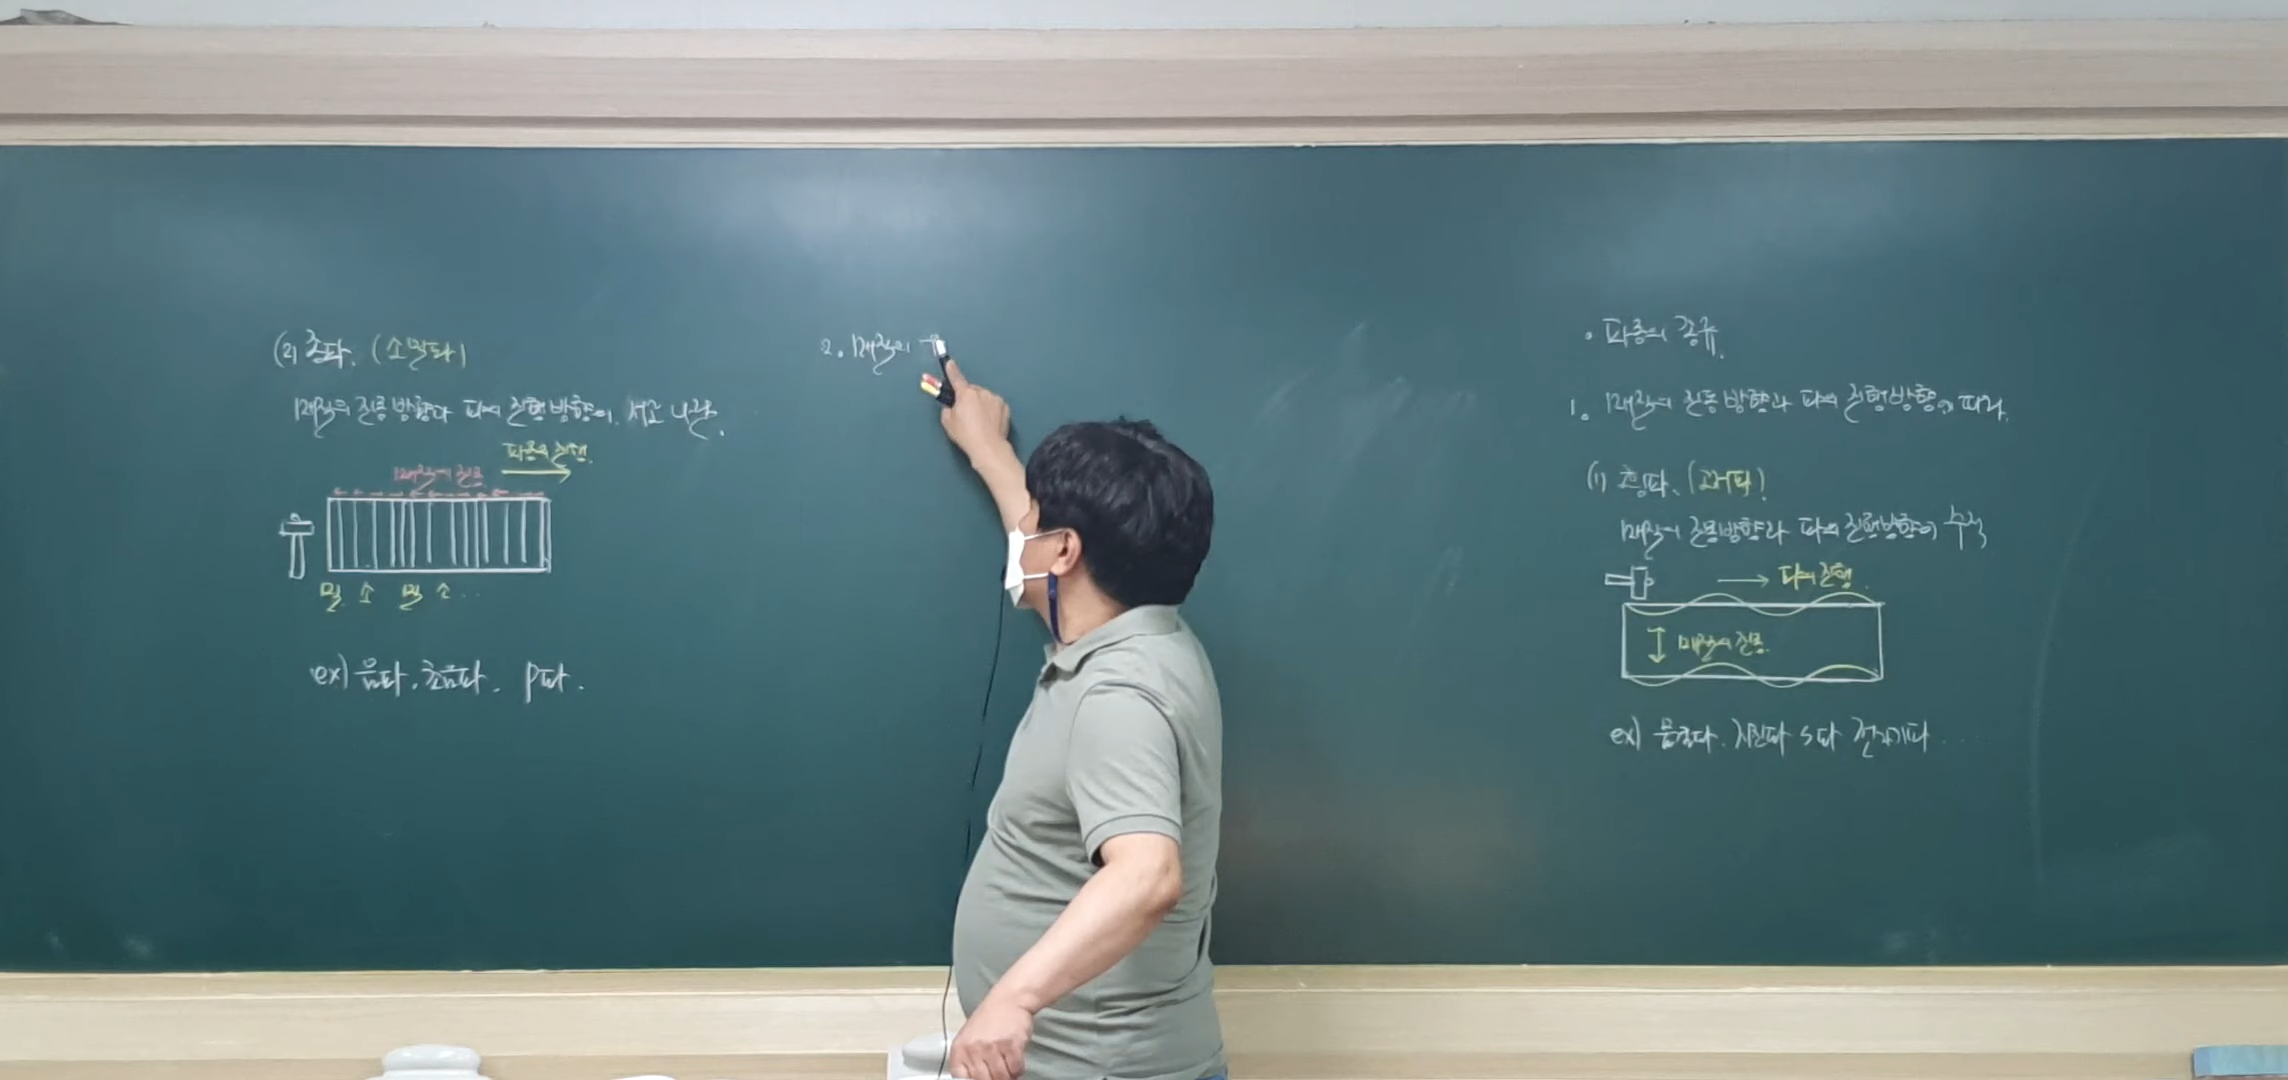 (2) 종파. (소밀파)
매질의 진동방향과 파의 진행방향이 서로 나란.
파동의 진행.
매질의 진동
밀 소 밀 소 ..
ex) 음파. 초음파. P파.
2. 매질의
· 파동의 종류.
1. 매질의 진동방향과 파의 진행방향에 따라.
(1) 횡파. (고저파)
매질의 진동방향과 파의 진행방향이 수직
파의 진행.
매질의 진동.
ex) 물결파. 지진파 S파 전자기파 ...